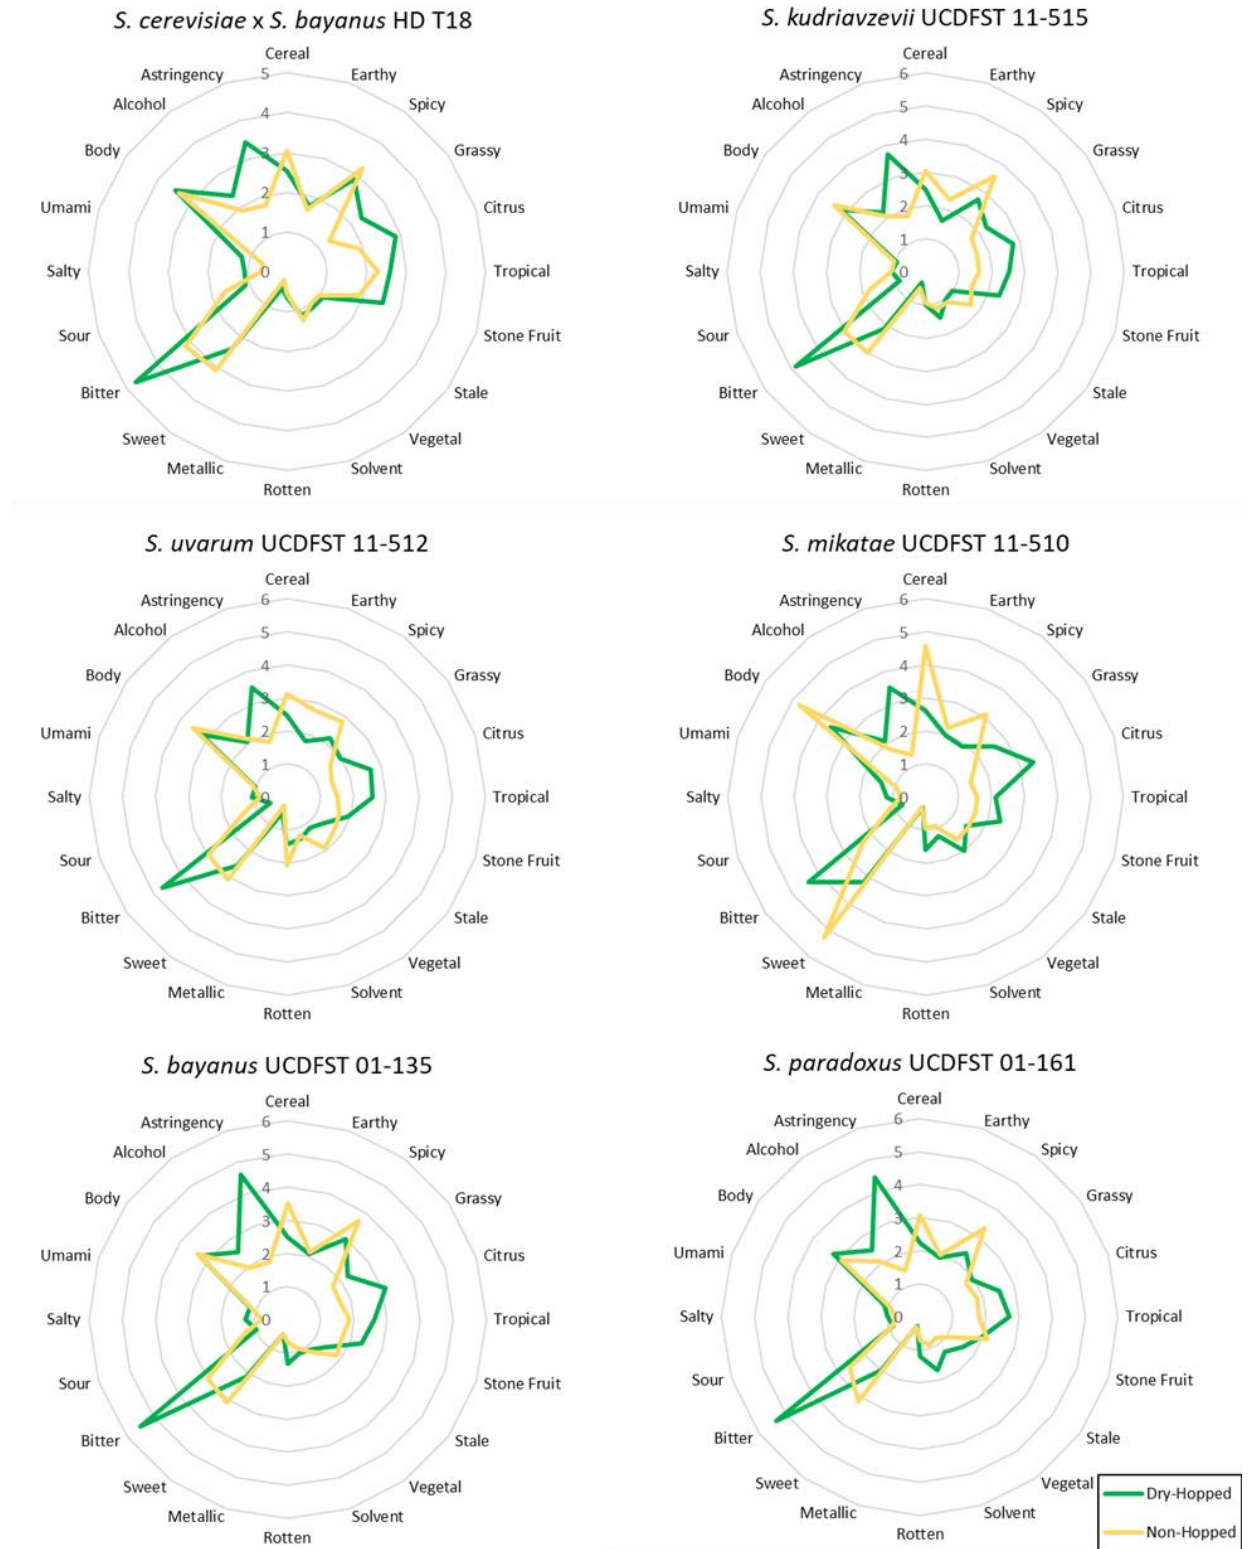 S. cerevisiae x S. bayanus HD T18
Cereal
Astringency
Earthy
Alcohol
Spicy
Body
Grassy
Umami
Citrus
Salty
Tropical
Sour
Stone Fruit
Bitter
Stale
Sweet
Vegetal
Metallic
Solvent
Rotten
5
4
3
2
1
0
S. kudriavzevii UCDFST 11-515
Cereal
Astringency
Earthy
Alcohol
Spicy
Body
Grassy
Umami
Citrus
Salty
Tropical
Sour
Stone Fruit
Bitter
Stale
Sweet
Vegetal
Metallic
Solvent
Rotten
6
5
4
3
2
1
0
S. uvarum UCDFST 11-512
Cereal
Astringency
Earthy
Alcohol
Spicy
Body
Grassy
Umami
Citrus
Salty
Tropical
Sour
Stone Fruit
Bitter
Stale
Sweet
Vegetal
Metallic
Solvent
Rotten
6
5
4
3
2
1
0
S. mikatae UCDFST 11-510
Cereal
Astringency
Earthy
Alcohol
Spicy
Body
Grassy
Umami
Citrus
Salty
Tropical
Sour
Stone Fruit
Bitter
Stale
Sweet
Vegetal
Metallic
Solvent
Rotten
6
5
4
3
2
1
0
S. bayanus UCDFST 01-135
Cereal
Astringency
Earthy
Alcohol
Spicy
Body
Grassy
Umami
Citrus
Salty
Tropical
Sour
Stone Fruit
Bitter
Stale
Sweet
Vegetal
Metallic
Solvent
Rotten
6
5
4
3
2
1
0
S. paradoxus UCDFST 01-161
Cereal
Astringency
Earthy
Alcohol
Spicy
Body
Grassy
Umami
Citrus
Salty
Tropical
Sour
Stone Fruit
Bitter
Stale
Sweet
Vegetal
Metallic
Solvent
Rotten
6
5
4
3
2
1
0
Dry-Hopped
Non-Hopped